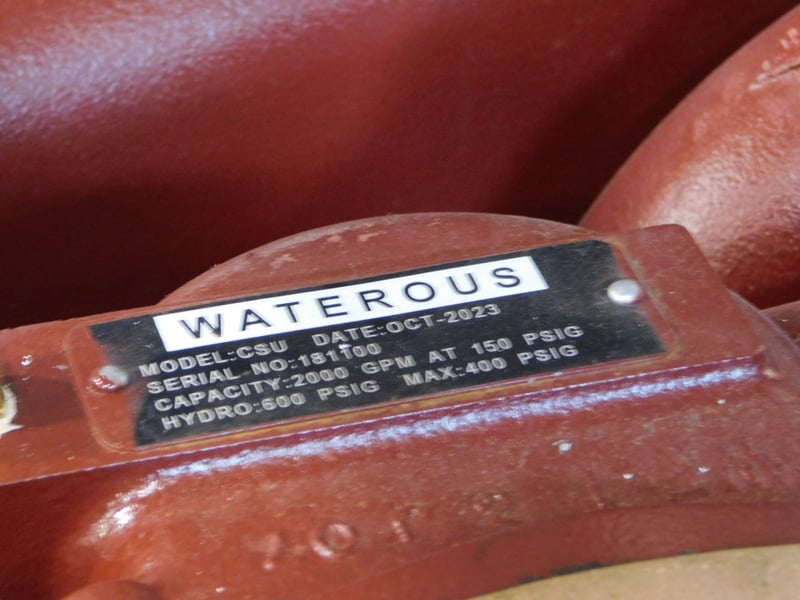 WATEROUS
MODEL:CSU DATE:OCT-2023
SERIAL NO:181100
CAPACITY:2000 GPM AT 150 PSIG
HYDRO:600 PSIG MAX:400 PSIG